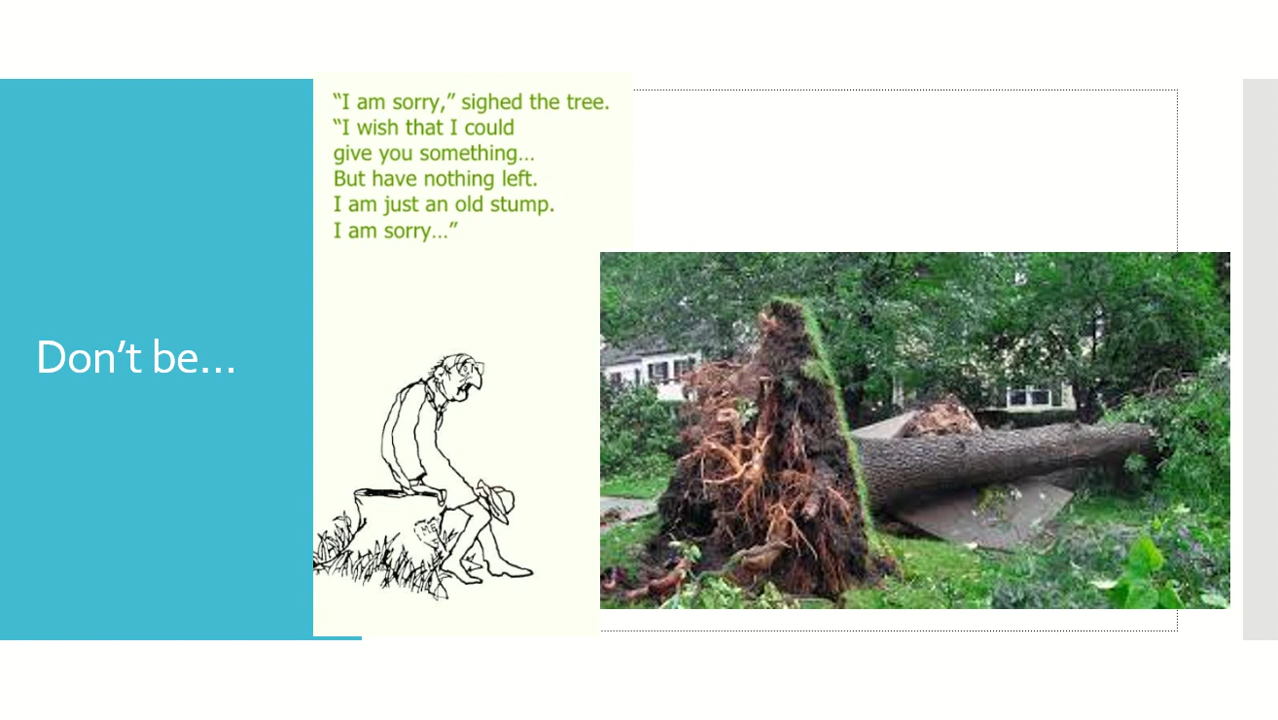 “I am sorry,” sighed the tree.
“I wish that I could
give you something…
But have nothing left.
I am just an old stump.
I am sorry…”
Don’t be…